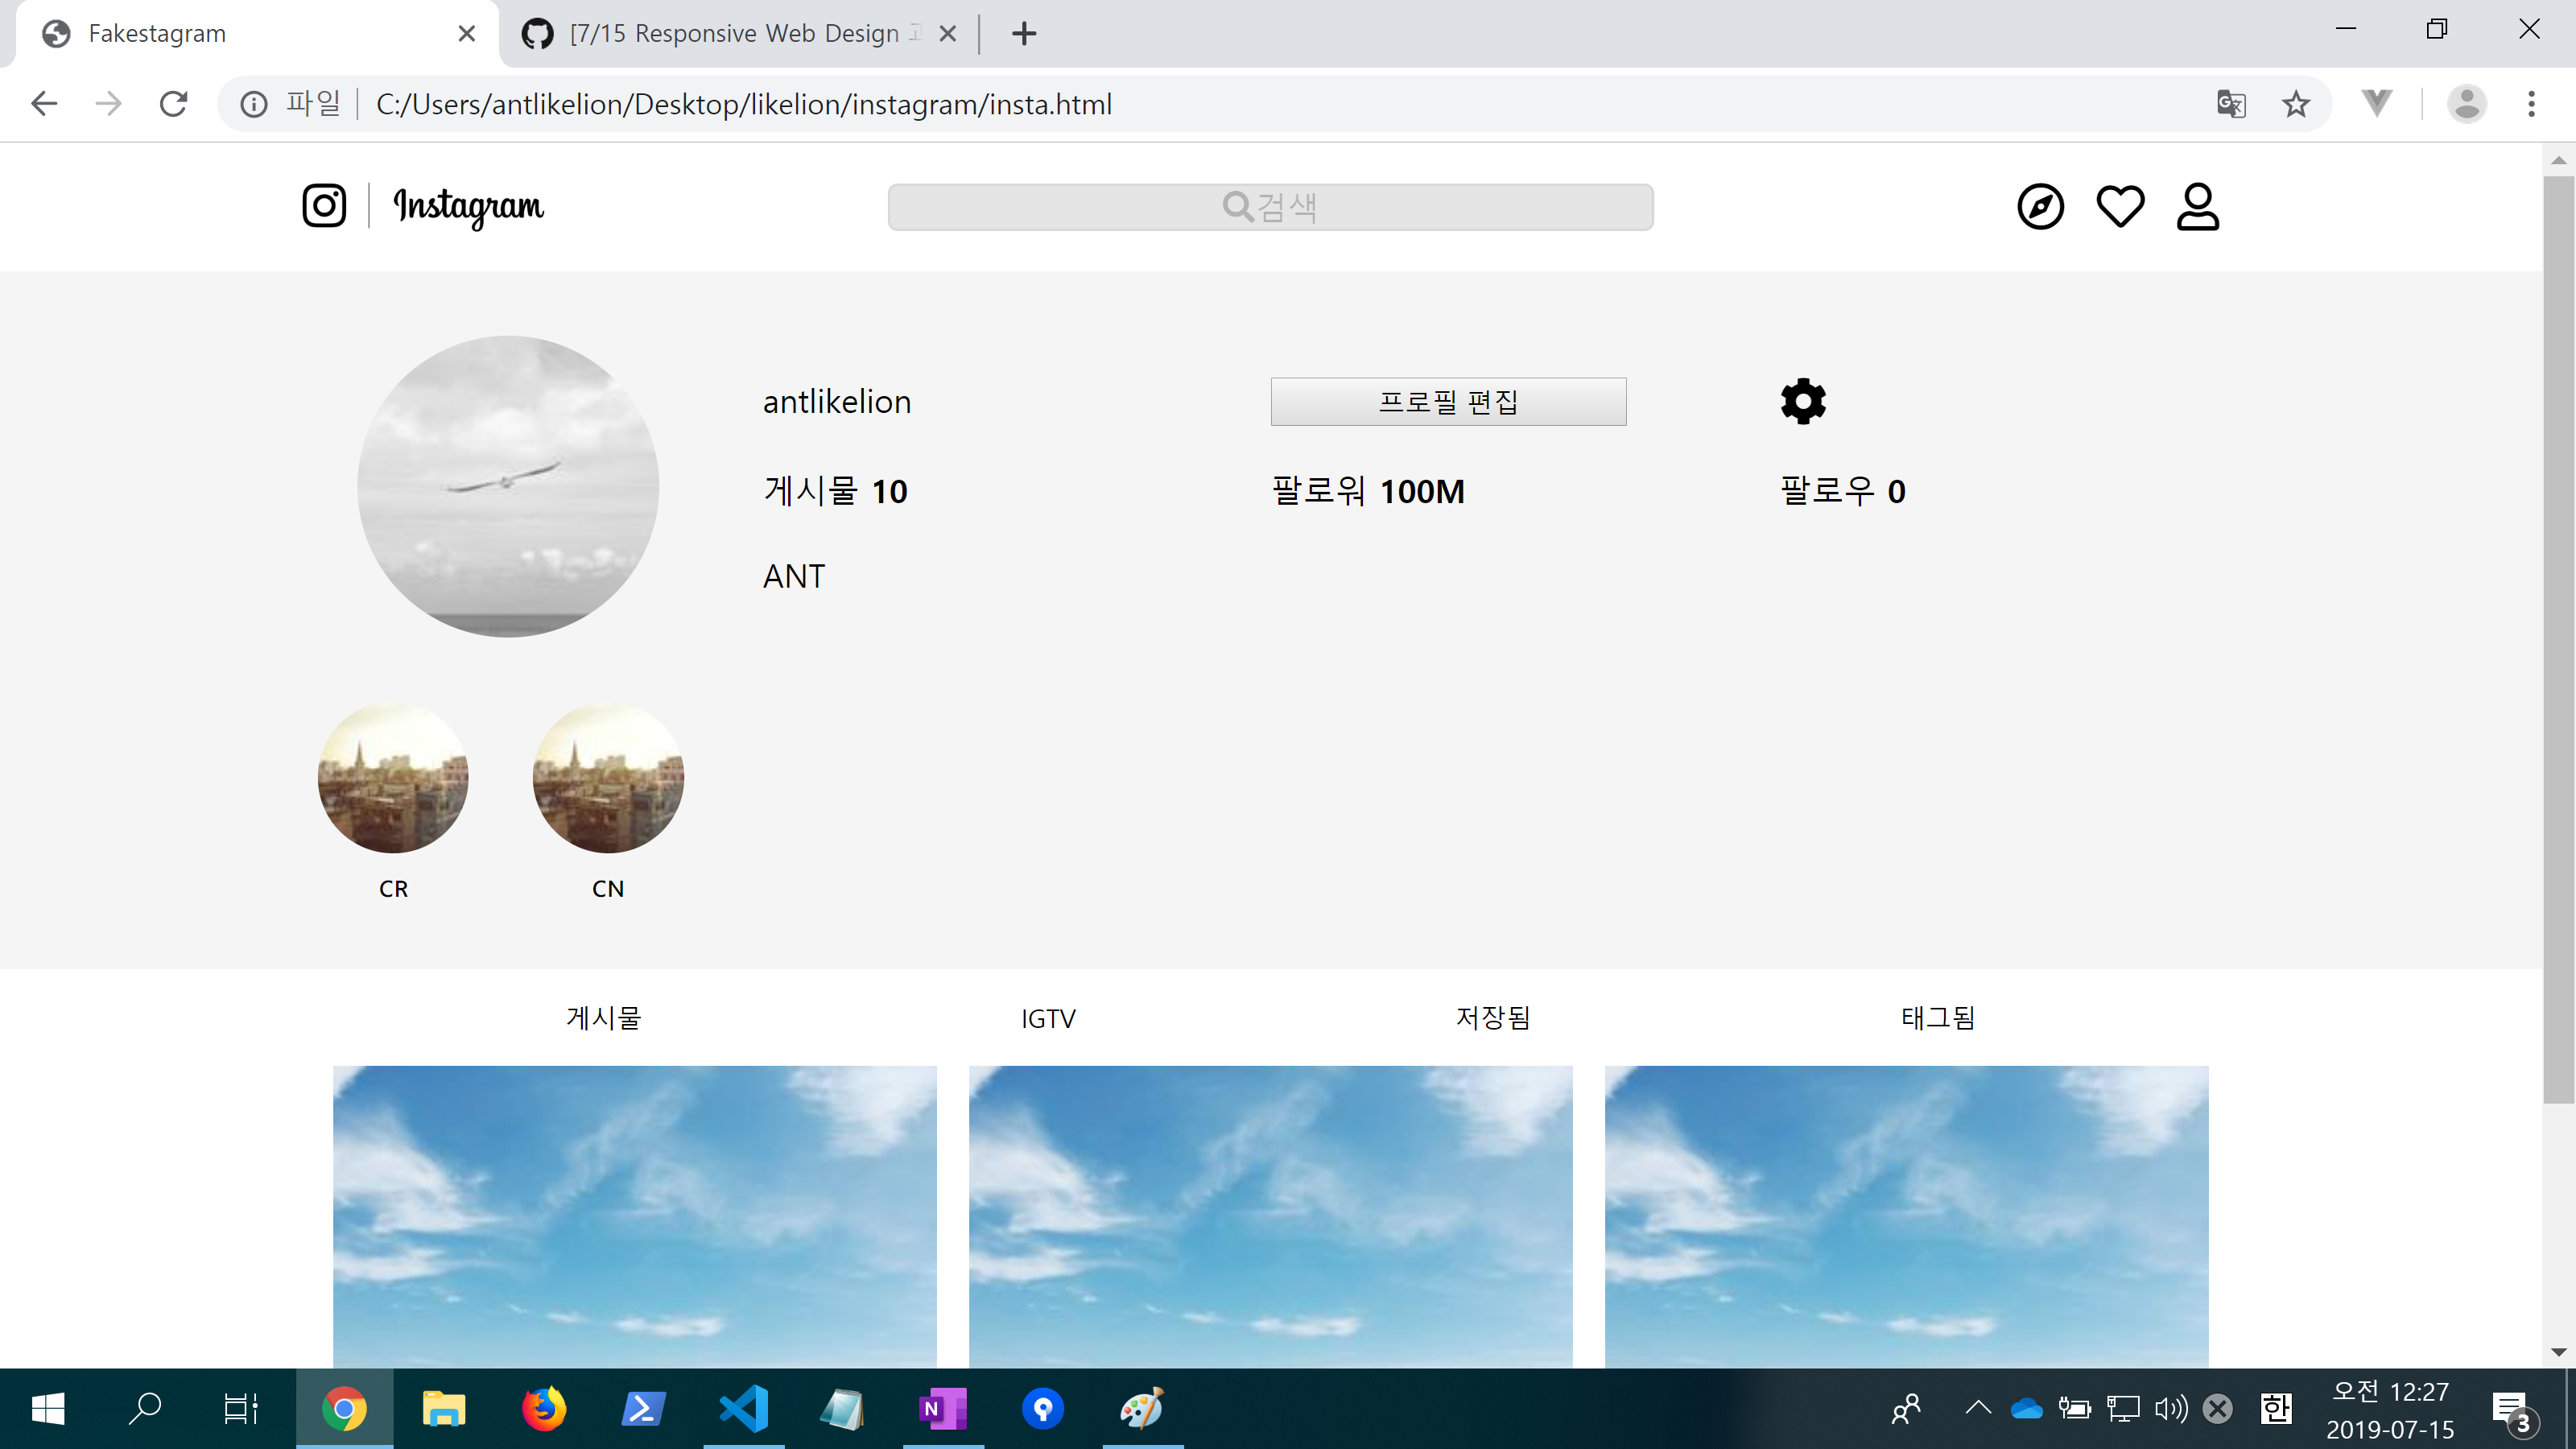 Fakestagram
[7/15 Responsive Web Design
파일 C:/Users/antlikelion/Desktop/likelion/instagram/insta.html
Instagram
검색
antlikelion
프로필 편집
게시물 10
팔로워 100M
팔로우 0
ANT
CR
CN
게시물
IGTV
저장됨
태그됨
한
오전 12:27
2019-07-15
3